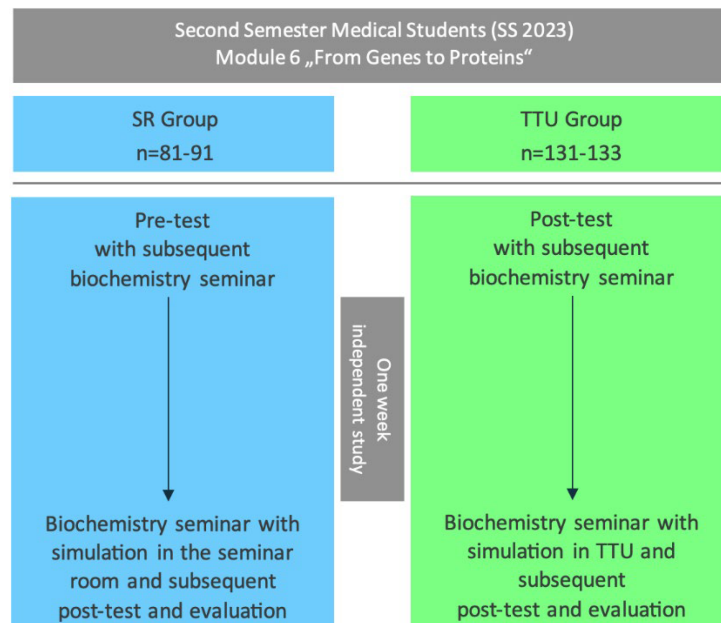 Second Semester Medical Students (SS 2023)
Module 6 „From Genes to Proteins“
SR Group
n=81-91
TTU Group
n=131-133
Pre-test
with subsequent
biochemistry seminar
Post-test
with subsequent
biochemistry seminar
One week
independent study
Biochemistry seminar with
simulation in the seminar
room and subsequent
post-test and evaluation
Biochemistry seminar with
simulation in TTU and
subsequent
post-test and evaluation